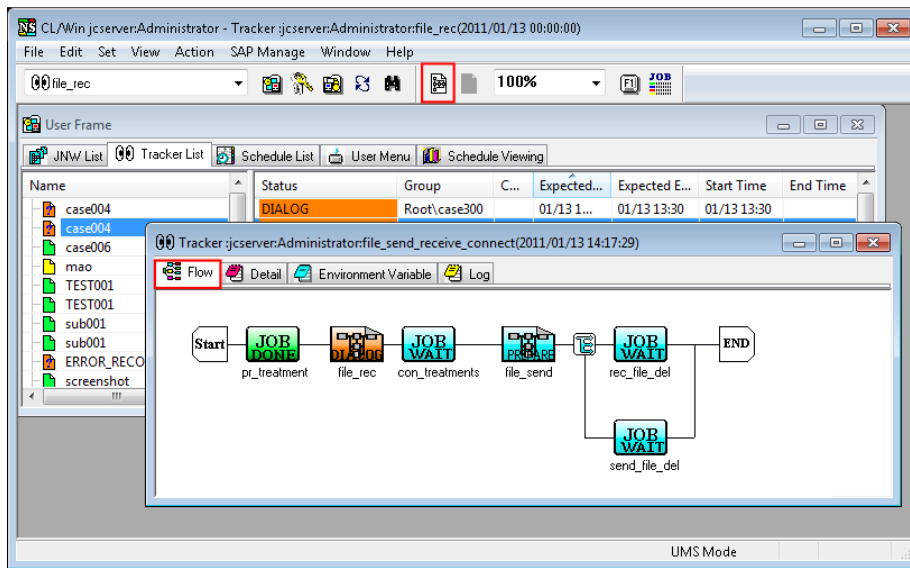 CL/Win jcserver:Administrator - Tracker :jcserver:Administrator:file_rec(2011/01/13 00:00:00)
File Edit Set View Action SAP Manage Window Help
file_rec 100% F1 JOB
User Frame
JNW List Tracker List Schedule List User Menu Schedule Viewing
Name Status Group C... Expected... Expected E... Start Time End Time
case004 DIALOG Root\case300 01/13 1... 01/13 13:30 01/13 13:30
case004
case006
mao
TEST001
TEST001
sub001
sub001
ERROR_RECO
screenshot
Tracker :jcserver:Administrator:file_send_receive_connect(2011/01/13 14:17:29)
Flow Detail Environment Variable Log
Start JOB DONE DIALOG JOB WAIT PREPARE JOB WAIT END
pr_treatment file_rec con_treatments file_send rec_file_del
JOB WAIT
send_file_del
UMS Mode